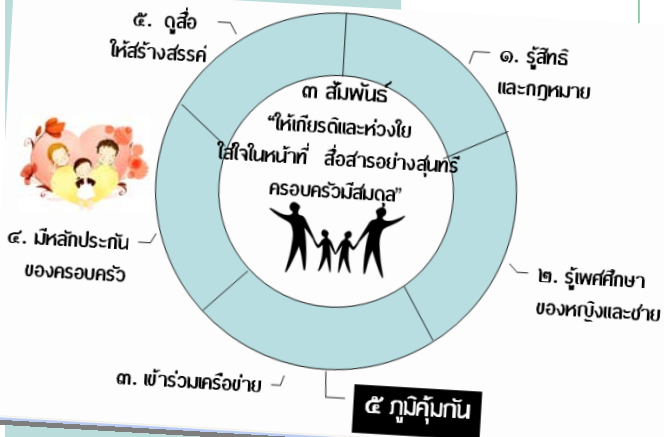 ๕. ดูสื่อ
ให้สร้างสรรค์
๑. รู้สิทธิ
และกฎหมาย
๓ สัมพันธ์
“ให้เกียรติและห่วงใย
ใส่ใจในหน้าที่ สื่อสารอย่างสุนทรี
ครอบครัวมีสมดุล”
๔. มีหลักประกัน
ของครอบครัว
๒. รู้เพศศึกษา
ของหญิงและชาย
๓. เข้าร่วมเครือข่าย
๕ ภูมิคุ้มกัน